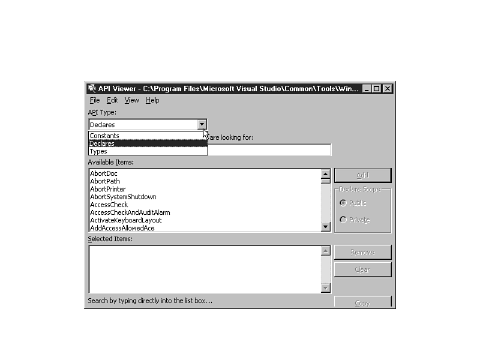 API Viewer - C:\Program Files\Microsoft Visual Studio\Common\Tools\Win...
File Edit View Help
API Type:
Declares
Constants
are looking for:
Declares
Types
Available Items:
AbortDoc
Add
AbortPath
AbortPrinter
Declare Scope
AbortSystemShutdown
Public
AccessCheck
AccessCheckAndAuditAlarm
Private
ActivateKeyboardLayout
AddAccessAllowedAce
Selected Items:
Remove
Clear
Search by typing directly into the list box...
Copy